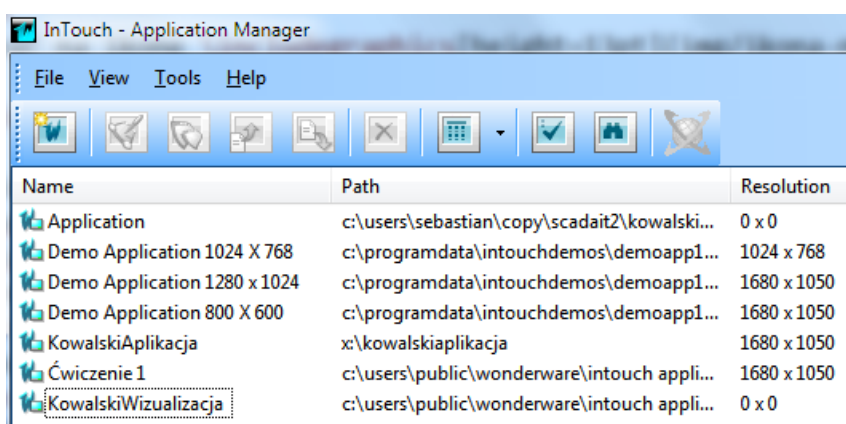 InTouch - Application Manager
File View Tools Help
Name Path Resolution
Application c:\users\sebastian\copy\scadait2\kowalski... 0 x 0
Demo Application 1024 X 768 c:\programdata\intouchdemos\demoapp1... 1024 x 768
Demo Application 1280 x 1024 c:\programdata\intouchdemos\demoapp1... 1680 x 1050
Demo Application 800 X 600 c:\programdata\intouchdemos\demoapp1... 1680 x 1050
KowalskiAplikacja x:\kowalskiaplikacja 1680 x 1050
Ćwiczenie 1 c:\users\public\wonderware\intouch appli... 1680 x 1050
KowalskiWizualizacja c:\users\public\wonderware\intouch appli... 0 x 0